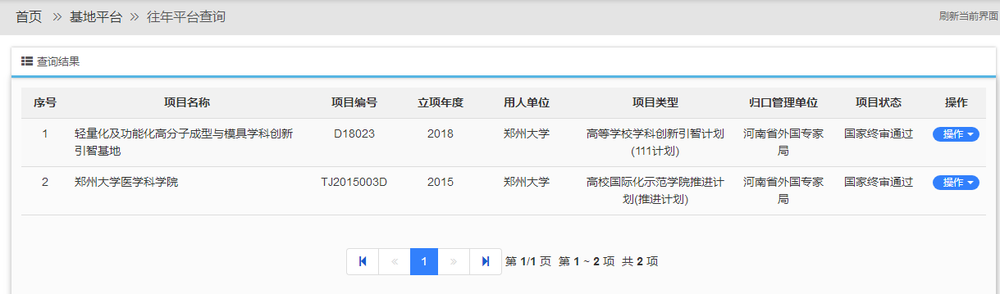 首页 » 基地平台 » 往年平台查询 刷新当前界面
查询结果
序号 项目名称 项目编号 立项年度 用人单位 项目类型 归口管理单位 项目状态 操作
1 轻量化及功能化高分子成型与模具学科创新 D18023 2018 郑州大学 高等学校学科创新引智计划 河南省外国专家 国家终审通过 操作
引智基地 (111计划) 局
2 郑州大学医学科学院 TJ2015003D 2015 郑州大学 高校国际化示范学院推进计 河南省外国专家 国家终审通过 操作
划(推进计划) 局
« 1 » 第 1/1 页 第 1 ~ 2 项 共 2 项